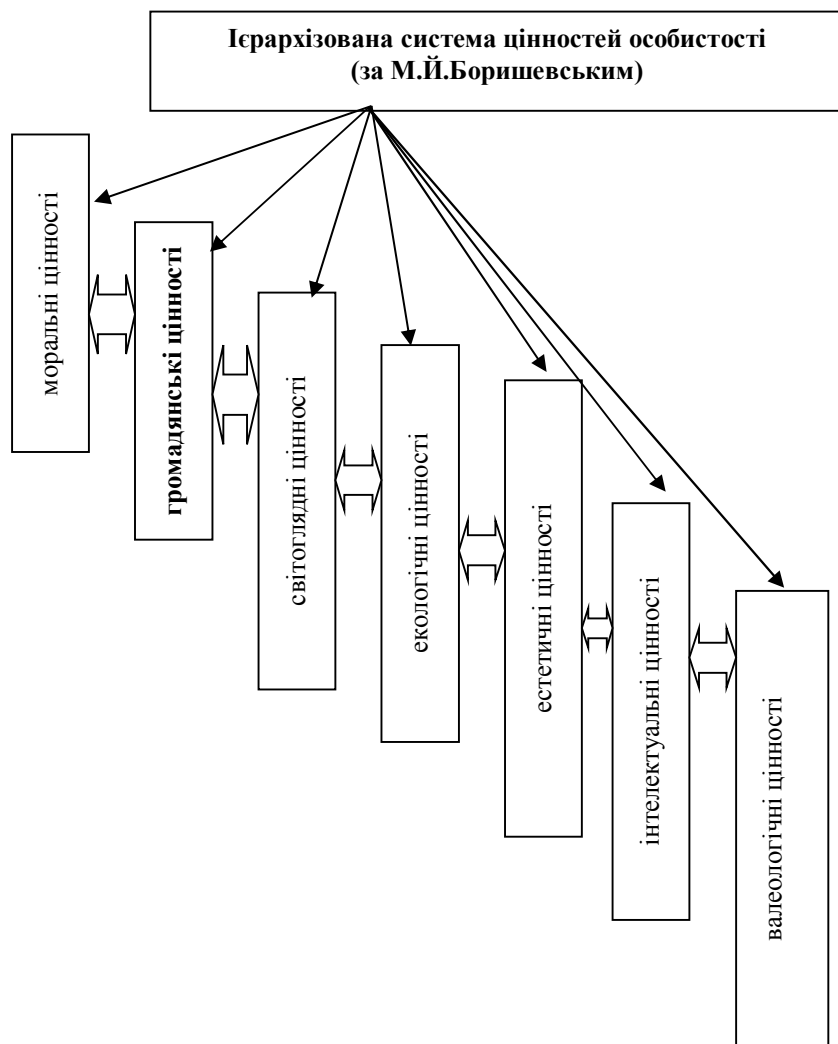 Ієрархізована система цінностей особистості
(за М.Й.Боришевським)
моральні цінності
громадянські цінності
світоглядні цінності
екологічні цінності
естетичні цінності
інтелектуальні цінності
валеологічні цінності